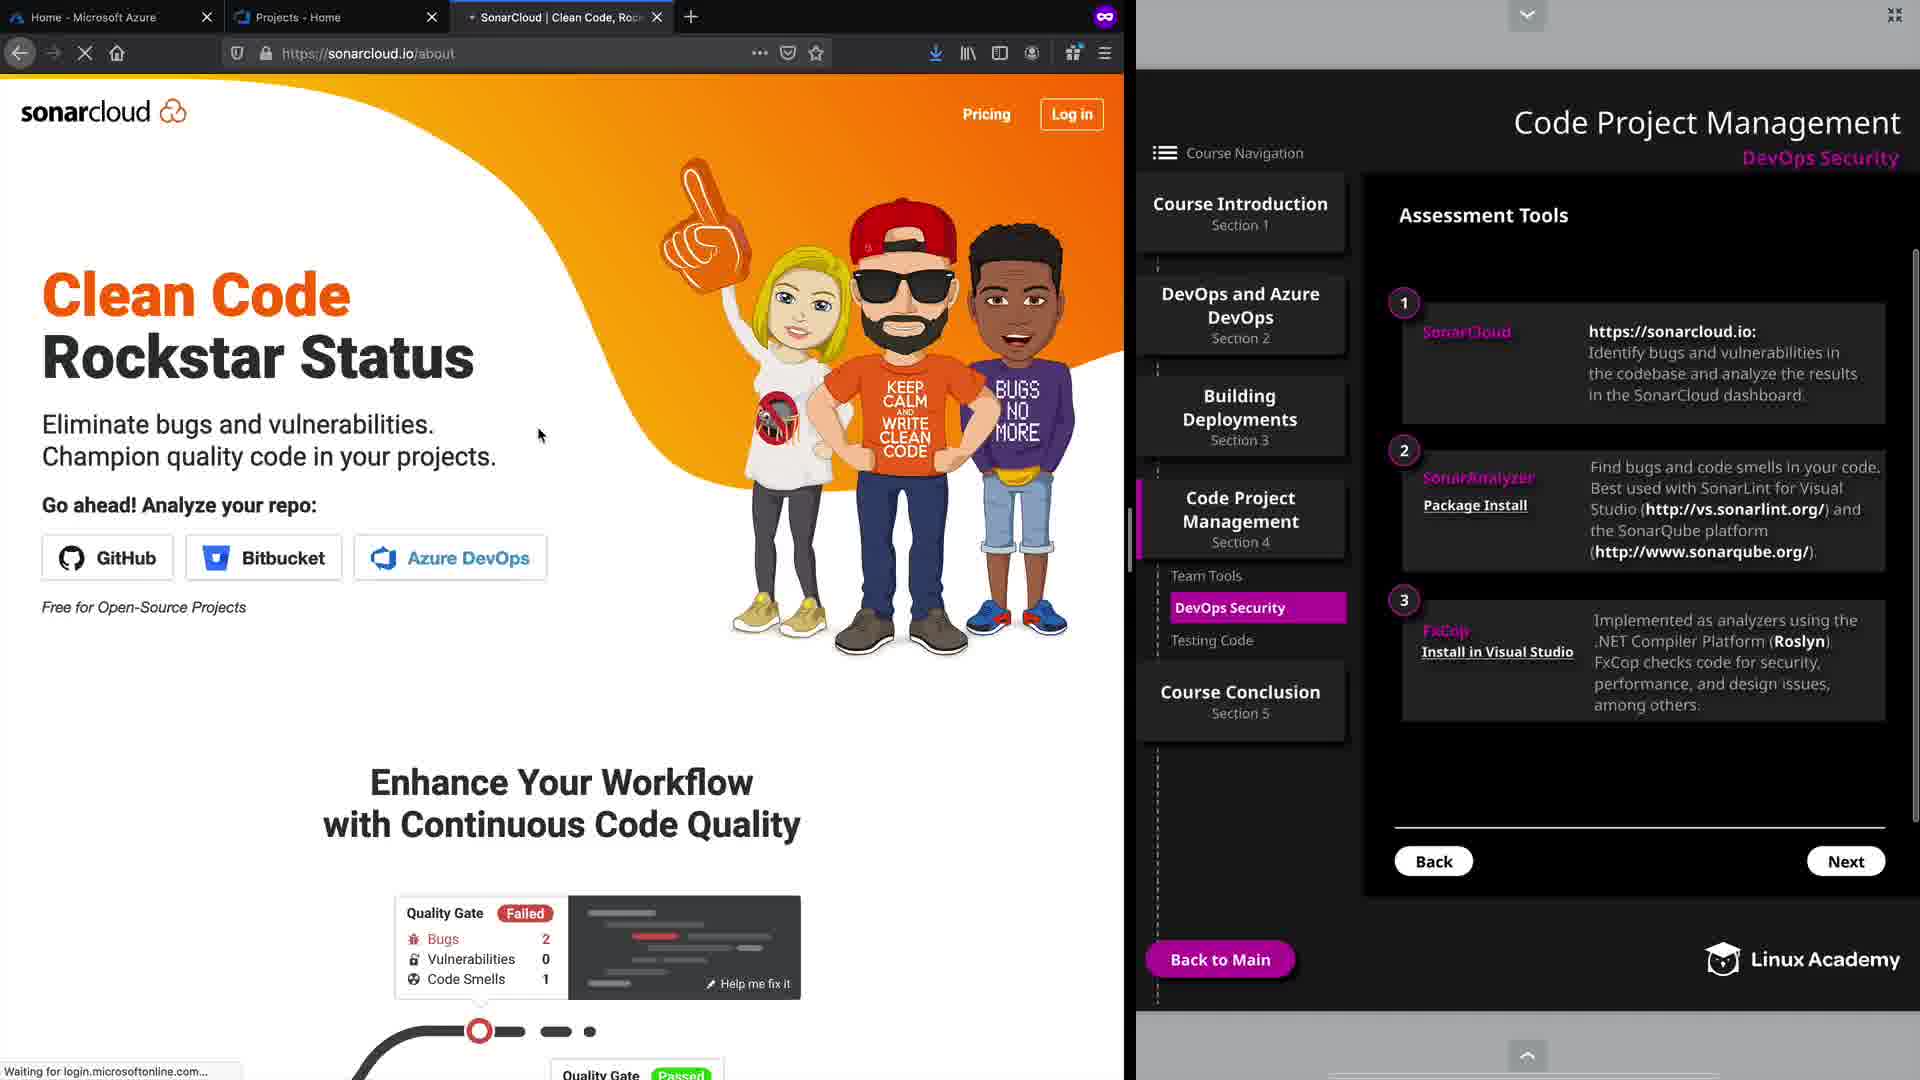 Home - Microsoft Azure
Projects - Home
SonarCloud | Clean Code, Roc
https://sonarcloud.io/about
sonarcloud
Pricing
Log in
Clean Code
Rockstar Status
Eliminate bugs and vulnerabilities.
Champion quality code in your projects.
Go ahead! Analyze your repo:
GitHub
Bitbucket
Azure DevOps
Free for Open-Source Projects
KEEP
CALM
AND
WRITE
CLEAN
CODE
BUGS
NO
MORE
Enhance Your Workflow
with Continuous Code Quality
Quality Gate Failed
Bugs 2
Vulnerabilities 0
Code Smells 1
Help me fix it
Quality Gate Passed
Waiting for login.microsoftonline.com...
Code Project Management
DevOps Security
Course Navigation
Course Introduction
Section 1
DevOps and Azure
DevOps
Section 2
Building
Deployments
Section 3
Code Project
Management
Section 4
Team Tools
DevOps Security
Testing Code
Course Conclusion
Section 5
Back to Main
Assessment Tools
1
SonarCloud
https://sonarcloud.io:
Identify bugs and vulnerabilities in
the codebase and analyze the results
in the SonarCloud dashboard.
2
SonarAnalyzer
Package Install
Find bugs and code smells in your code.
Best used with SonarLint for Visual
Studio (http://vs.sonarlint.org/) and
the SonarQube platform
(http://www.sonarqube.org/).
3
FxCop
Install in Visual Studio
Implemented as analyzers using the
.NET Compiler Platform (Roslyn).
FxCop checks code for security,
performance, and design issues,
among others.
Back
Next
Linux Academy